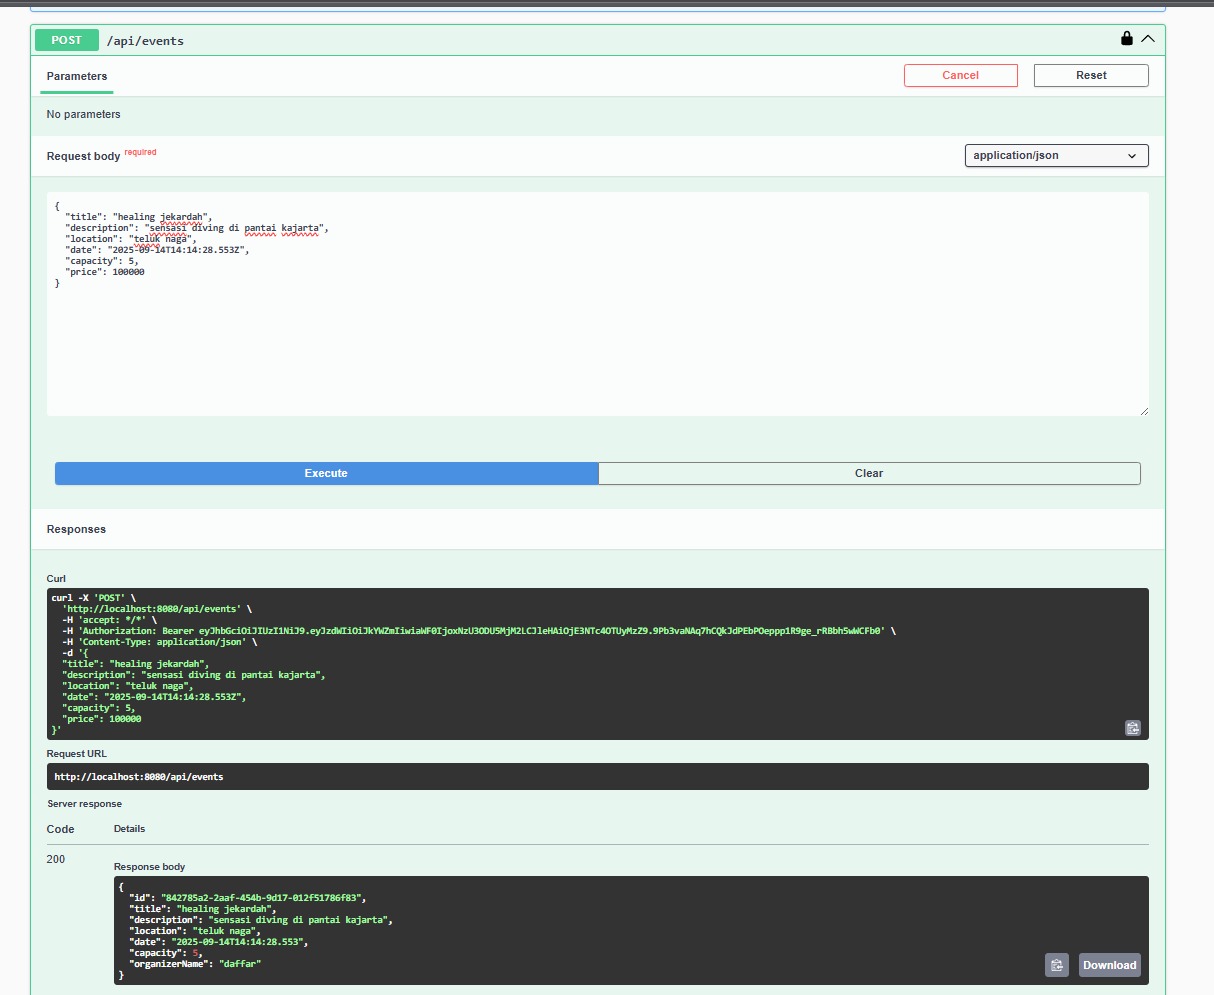 POST /api/events
Parameters
Cancel
Reset
No parameters
Request body required
application/json
{
  "title": "healing jekardah",
  "description": "sensasi diving di pantai kajarta",
  "location": "teluk naga",
  "date": "2025-09-14T14:14:28.553Z",
  "capacity": 5,
  "price": 100000
}
Execute
Clear
Responses
Curl
curl -X 'POST' \
  'http://localhost:8080/api/events' \
  -H 'accept: */*' \
  -H 'Authorization: Bearer \
  -H 'Content-Type: application/json' \
  -d '{
  "title": "healing jekardah",
  "description": "sensasi diving di pantai kajarta",
  "location": "teluk naga",
  "date": "2025-09-14T14:14:28.553Z",
  "capacity": 5,
  "price": 100000
}'
Request URL
http://localhost:8080/api/events
Server response
Code
Details
200
Response body
{
  "id": "842785a2-2aaf-454b-9d17-012f51786f83",
  "title": "healing jekardah",
  "description": "sensasi diving di pantai kajarta",
  "location": "teluk naga",
  "date": "2025-09-14T14:14:28.553",
  "capacity": 5,
  "organizerName": "daffar"
}
Download